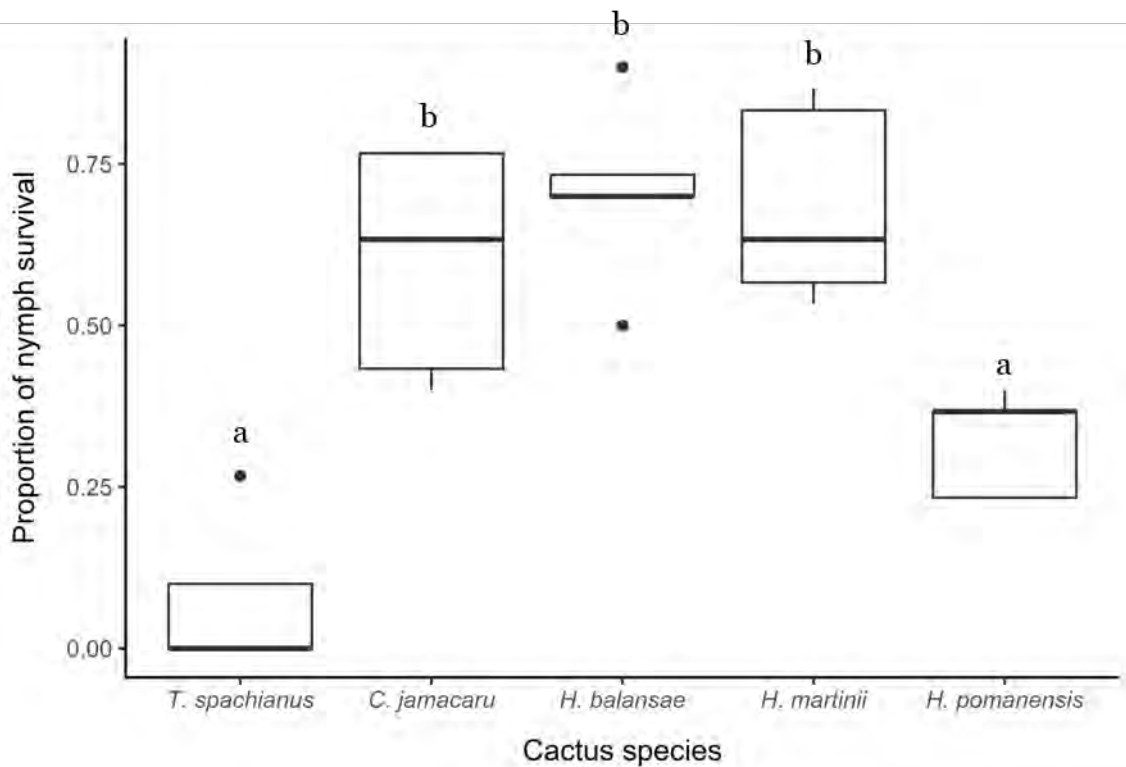 b
b
b
0.75
Proportion of nymph survival
0.50
a
a
0.25
0.00
T. spachianus C. jamacaru H. balansae H. martinii H. pomanensis
Cactus species